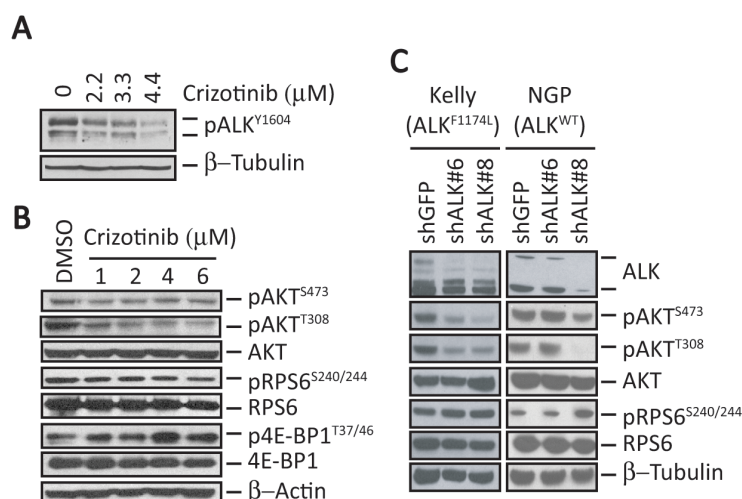 A
0 2.2 3.3 4.4 Crizotinib (μM)
pALK^Y1604
β–Tubulin
B
DMSO Crizotinib (μM)
1 2 4 6
pAKT^S473
pAKT^T308
AKT
pRPS6^S240/244
RPS6
p4E-BP1^T37/46
4E-BP1
β–Actin
C
Kelly NGP
(ALK^F1174L) (ALK^WT)
shGFP shALK#6 shALK#8 shGFP shALK#6 shALK#8
ALK
pAKT^S473
pAKT^T308
AKT
pRPS6^S240/244
RPS6
β–Tubulin